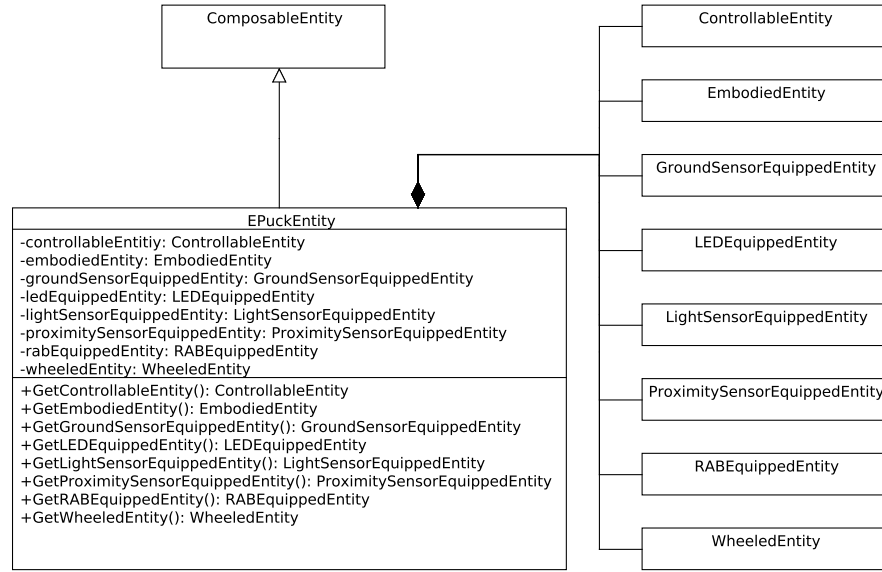 ComposableEntity
EPuckEntity
-controllableEntitiy: ControllableEntity
-embodiedEntity: EmbodiedEntity
-groundSensorEquippedEntity: GroundSensorEquippedEntity
-ledEquippedEntity: LEDEquippedEntity
-lightSensorEquippedEntity: LightSensorEquippedEntity
-proximitySensorEquippedEntity: ProximitySensorEquippedEntity
-rabEquippedEntity: RABEquippedEntity
-wheeledEntity: WheeledEntity
+GetControllableEntity(): ControllableEntity
+GetEmbodiedEntity(): EmbodiedEntity
+GetGroundSensorEquippedEntity(): GroundSensorEquippedEntity
+GetLEDEquippedEntity(): LEDEquippedEntity
+GetLightSensorEquippedEntity(): LightSensorEquippedEntity
+GetProximitySensorEquippedEntity(): ProximitySensorEquippedEntity
+GetRABEquippedEntity(): RABEquippedEntity
+GetWheeledEntity(): WheeledEntity
ControllableEntity
EmbodiedEntity
GroundSensorEquippedEntity
LEDEquippedEntity
LightSensorEquippedEntity
ProximitySensorEquippedEntity
RABEquippedEntity
WheeledEntity